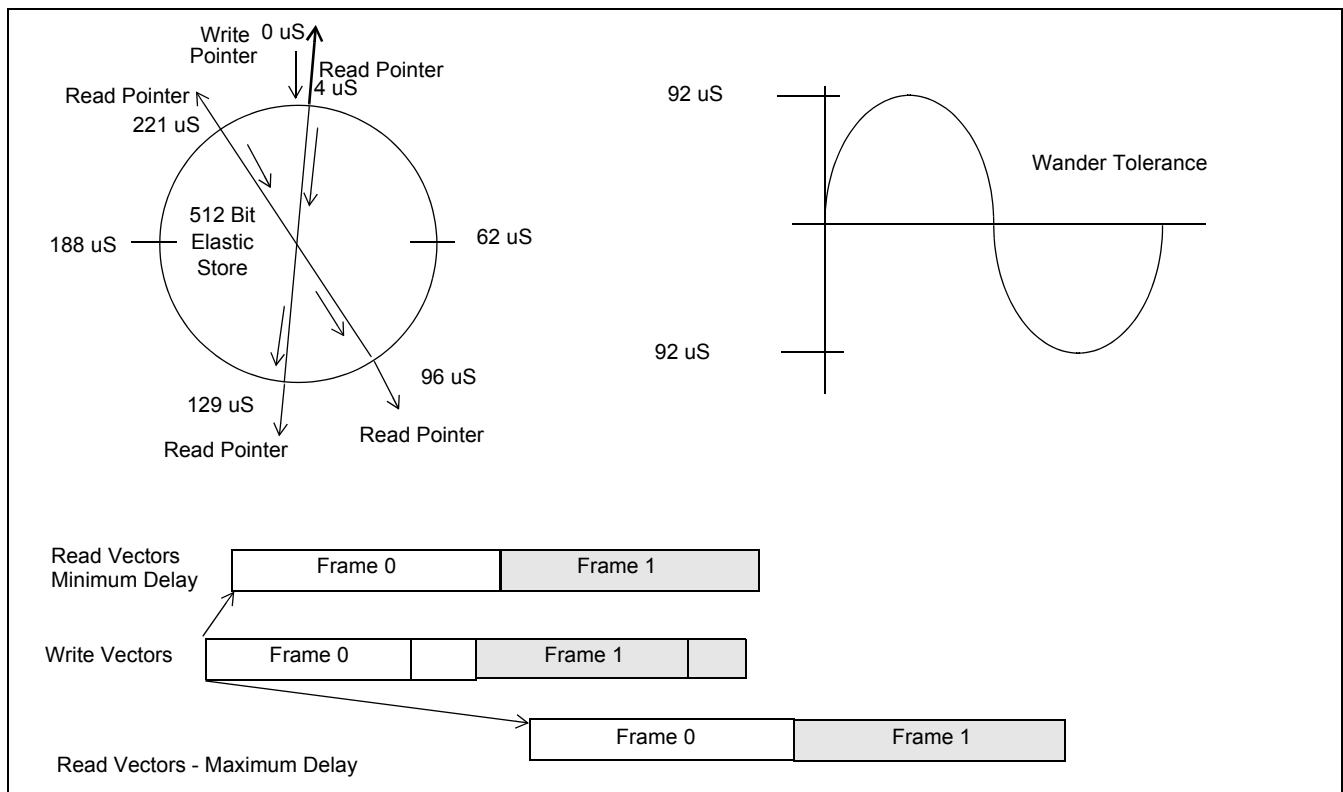 Write 0 uS
Pointer
Read Pointer
4 uS
Read Pointer
221 uS
188 uS
512 Bit
Elastic
Store
62 uS
96 uS
129 uS
Read Pointer
Read Pointer
92 uS
Wander Tolerance
92 uS
Read Vectors
Minimum Delay
Frame 0
Frame 1
Write Vectors
Frame 0
Frame 1
Frame 0
Frame 1
Read Vectors - Maximum Delay